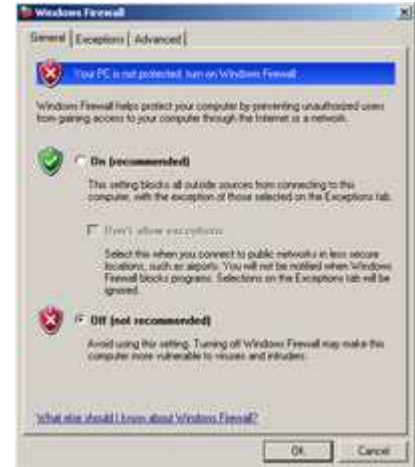 Windows Firewall
General Exceptions Advanced
Your PC is not protected, turn on Windows Firewall
Windows Firewall helps protect your computer by preventing unauthorized users
from gaining access to your computer through the Internet or a network.
On (recommended)
This setting blocks all outside sources from connecting to this
computer, with the exception of those selected on the Exceptions tab.
Don't allow exceptions
Select this when you connect to public networks in less secure
locations, such as airports. You will not be notified when Windows
Firewall blocks programs. Selections on the Exceptions tab will be
ignored.
Off (not recommended)
Avoid using this setting. Turning off Windows Firewall may make this
computer more vulnerable to viruses and intruders.
What else should I know about Windows Firewall?
OK Cancel